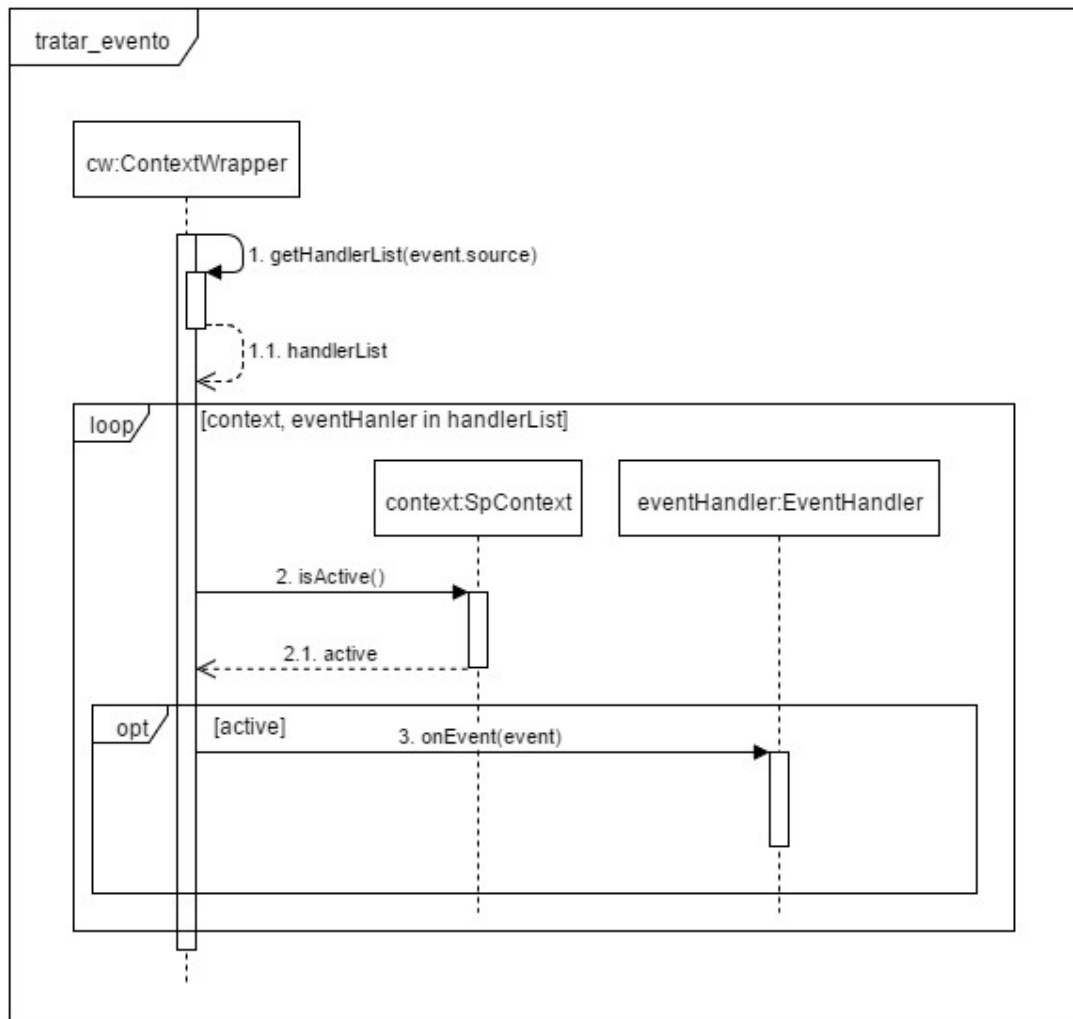 tratar_evento
cw:ContextWrapper
1. getHandlerList(event.source)
1.1. handlerList
loop
[context, eventHanler in handlerList]
context:SpContext
eventHandler:EventHandler
2. isActive()
2.1. active
opt
[active]
3. onEvent(event)